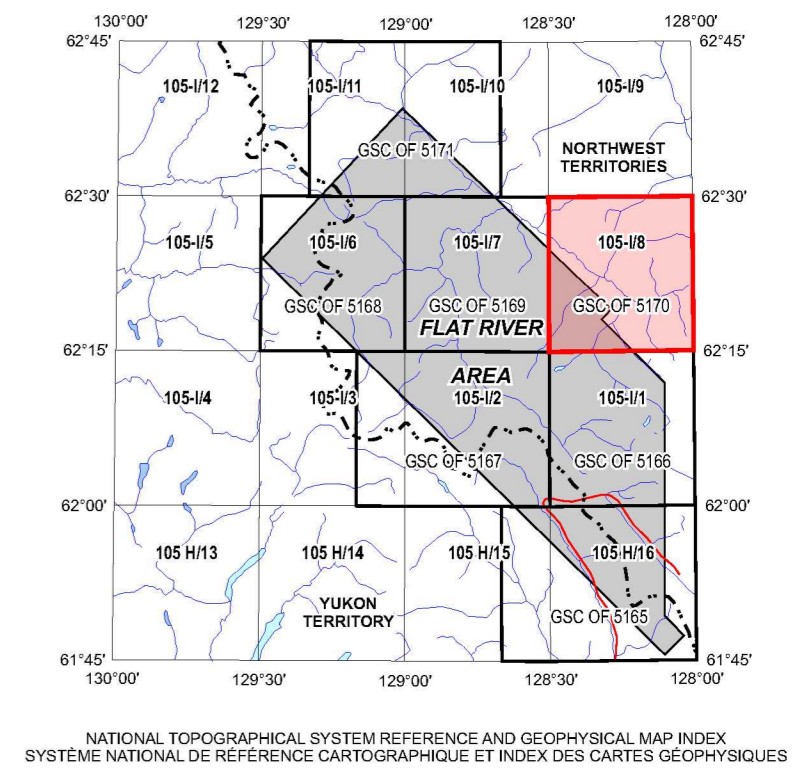 130°00' 129°30' 129°00' 128°30' 128°00'
62°45' 62°45'
105-I/12 105-I/11 105-I/10 105-I/9
GSC OF 5171
NORTHWEST
TERRITORIES
62°30' 62°30'
105-I/5 105-I/6 105-I/7 105-I/8
GSC OF 5168 GSC OF 5169 GSC OF 5170
FLAT RIVER
62°15' 62°15'
AREA
105-I/4 105-I/3 105-I/2 105-I/1
GSC OF 5167 GSC OF 5166
62°00' 62°00'
105 H/13 105 H/14 105 H/15 105 H/16
YUKON
TERRITORY
GSC OF 5165
61°45' 61°45'
130°00' 129°30' 129°00' 128°30' 128°00'
NATIONAL TOPOGRAPHICAL SYSTEM REFERENCE AND GEOPHYSICAL MAP INDEX
SYSTÈME NATIONAL DE RÉFÉRENCE CARTOGRAPHIQUE ET INDEX DES CARTES GÉOPHYSIQUES